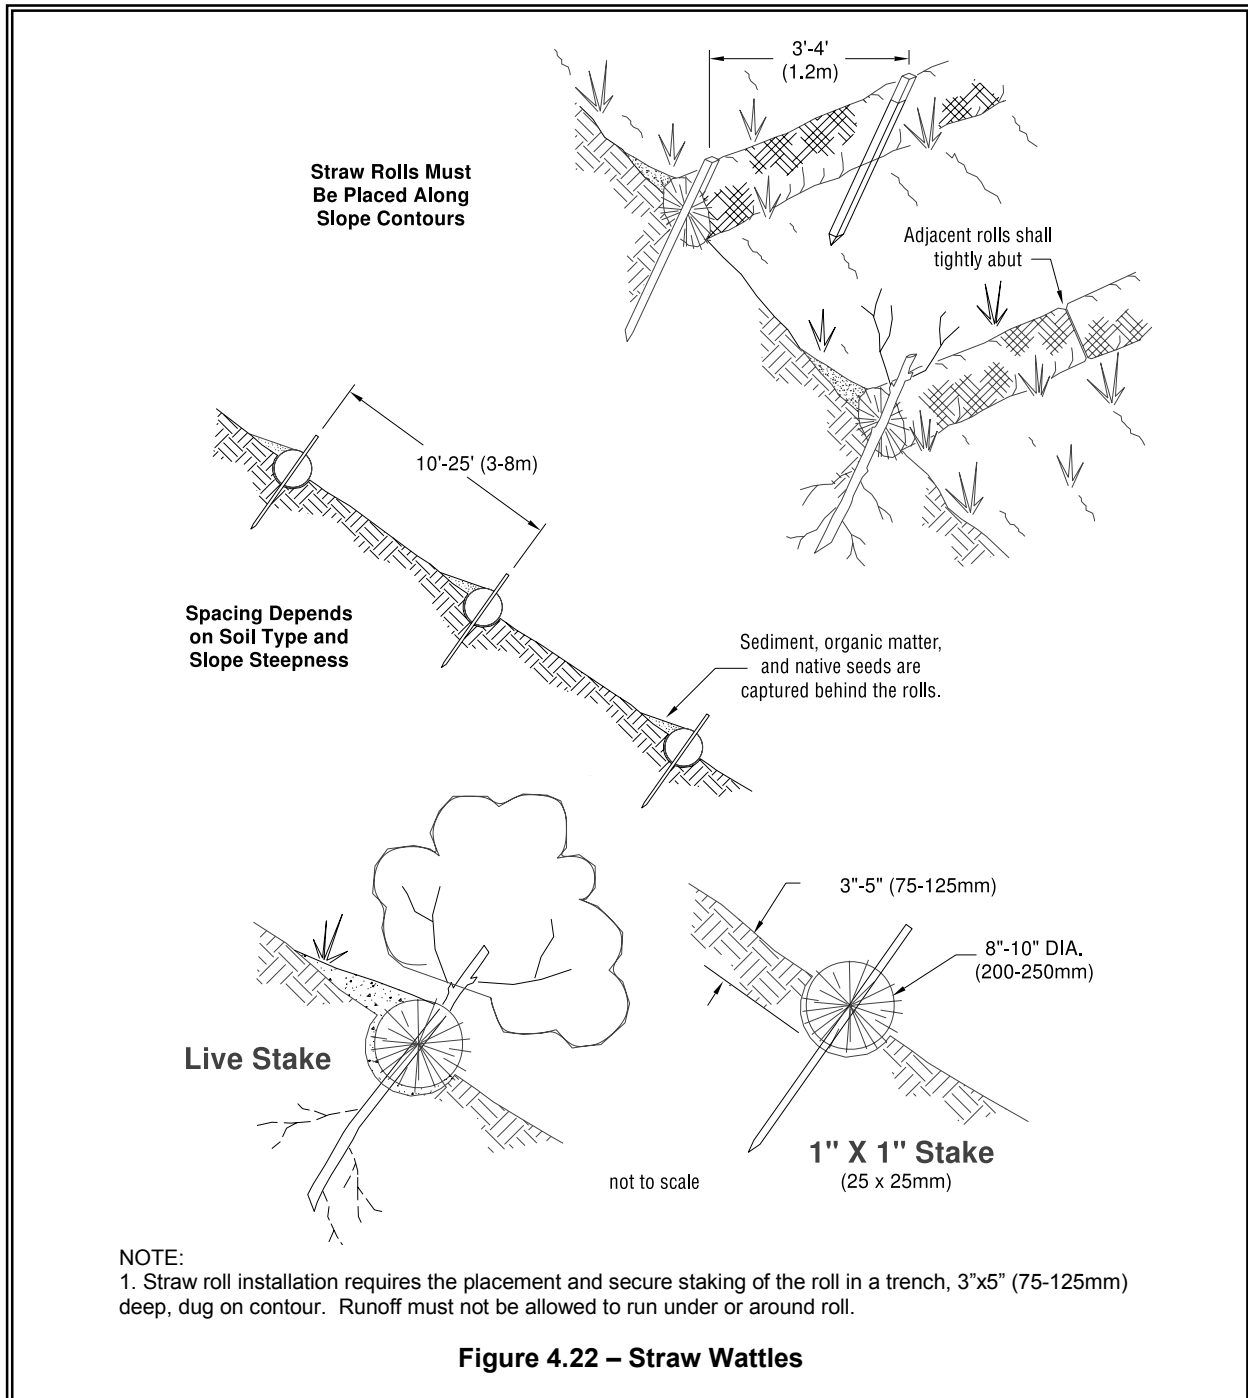 3'-4'
(1.2m)
Straw Rolls Must
Be Placed Along
Slope Contours
Adjacent rolls shall
tightly abut
10'-25' (3-8m)
Spacing Depends
on Soil Type and
Slope Steepness
Sediment, organic matter,
and native seeds are
captured behind the rolls.
3"-5" (75-125mm)
8"-10" DIA.
(200-250mm)
Live Stake
1" X 1" Stake
(25 x 25mm)
not to scale
NOTE:
1. Straw roll installation requires the placement and secure staking of the roll in a trench, 3”x5” (75-125mm)
deep, dug on contour. Runoff must not be allowed to run under or around roll.
Figure 4.22 – Straw Wattles